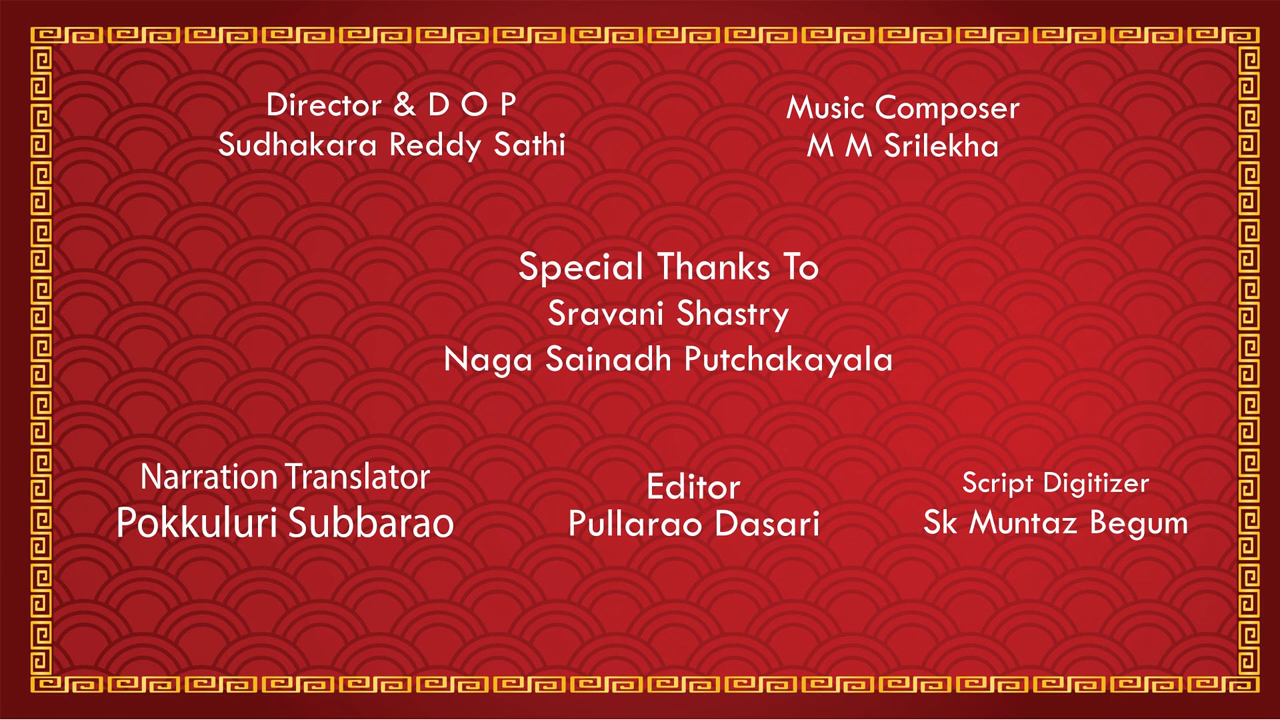 Director & D O P
Sudhakara Reddy Sathi
Music Composer
M M Srilekha
Special Thanks To
Sravani Shastry
Naga Sainadh Putchakayala
Narration Translator
Pokkuluri Subbarao
Editor
Pullarao Dasari
Script Digitizer
Sk Muntaz Begum